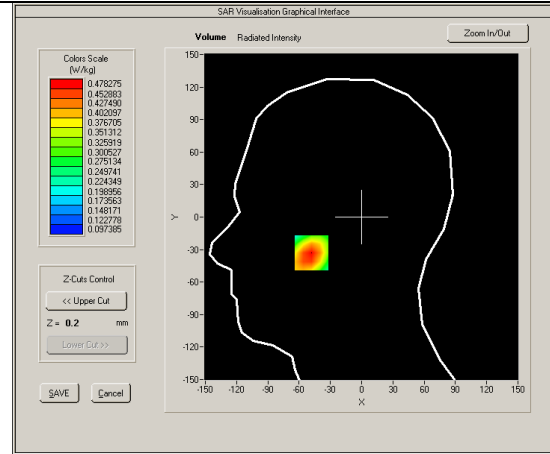 SAR Visualisation Graphical Interface
Volume Radiated Intensity
Zoom In/Out
Colors Scale
(W/kg)
0.478275
0.452883
0.427490
0.402097
0.376705
0.351312
0.325919
0.300527
0.275134
0.249741
0.224349
0.198956
0.173563
0.148171
0.122778
0.097385
Z-Cuts Control
<< Upper Cut
Z = 0.2 mm
Lower Cut >>
SAVE Cancel
150
120
90
60
30
0
-30
-60
-90
-120
-150
Y
-150 -120 -90 -60 -30 0 30 60 90 120 150
X